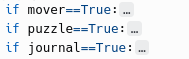 if mover==True: …
if puzzle==True: …
if journal==True: …